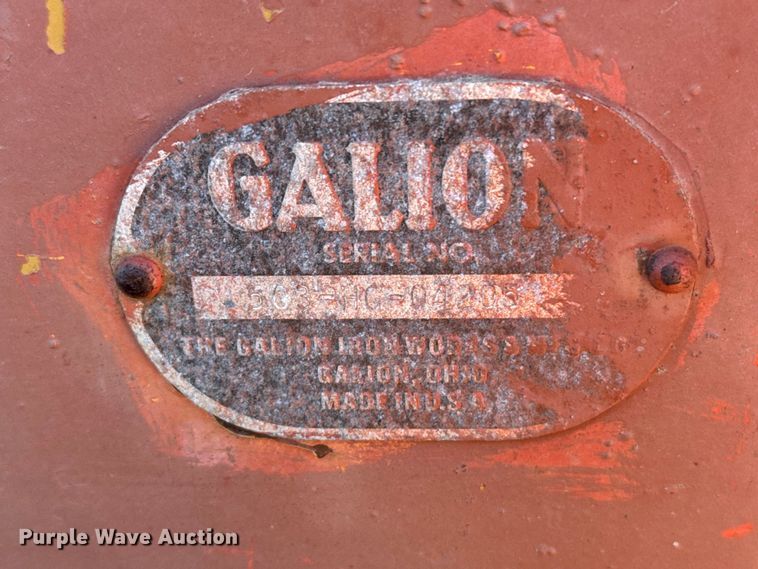 GALION
SERIAL NO.
THE GALION IRON WORKS & MFG. CO.
GALION, OHIO
MADE IN U.S.A.
Purple Wave Auction